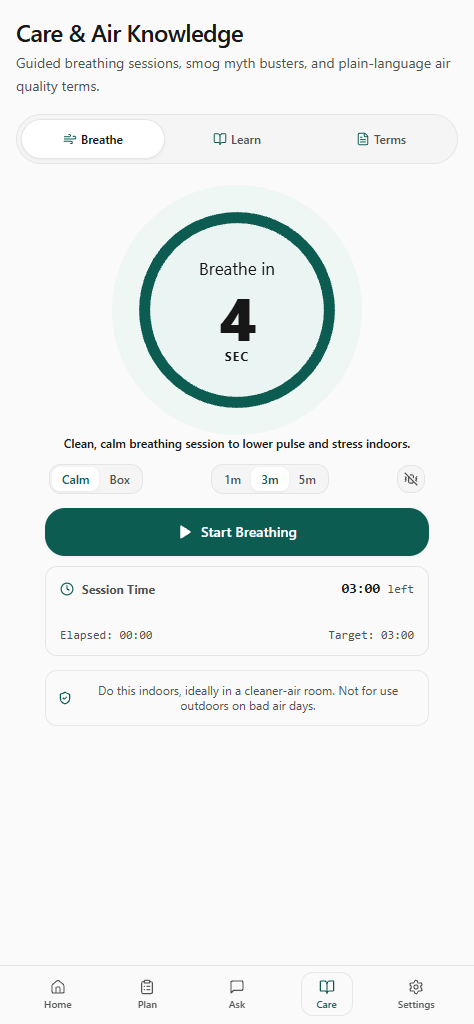 Care & Air Knowledge
Guided breathing sessions, smog myth busters, and plain-language air
quality terms.
Breathe
Learn
Terms
Breathe in
4
SEC
Clean, calm breathing session to lower pulse and stress indoors.
Calm
Box
1m
3m
5m
Start Breathing
Session Time
03:00 left
Elapsed: 00:00
Target: 03:00
Do this indoors, ideally in a cleaner-air room. Not for use
outdoors on bad air days.
Home
Plan
Ask
Care
Settings